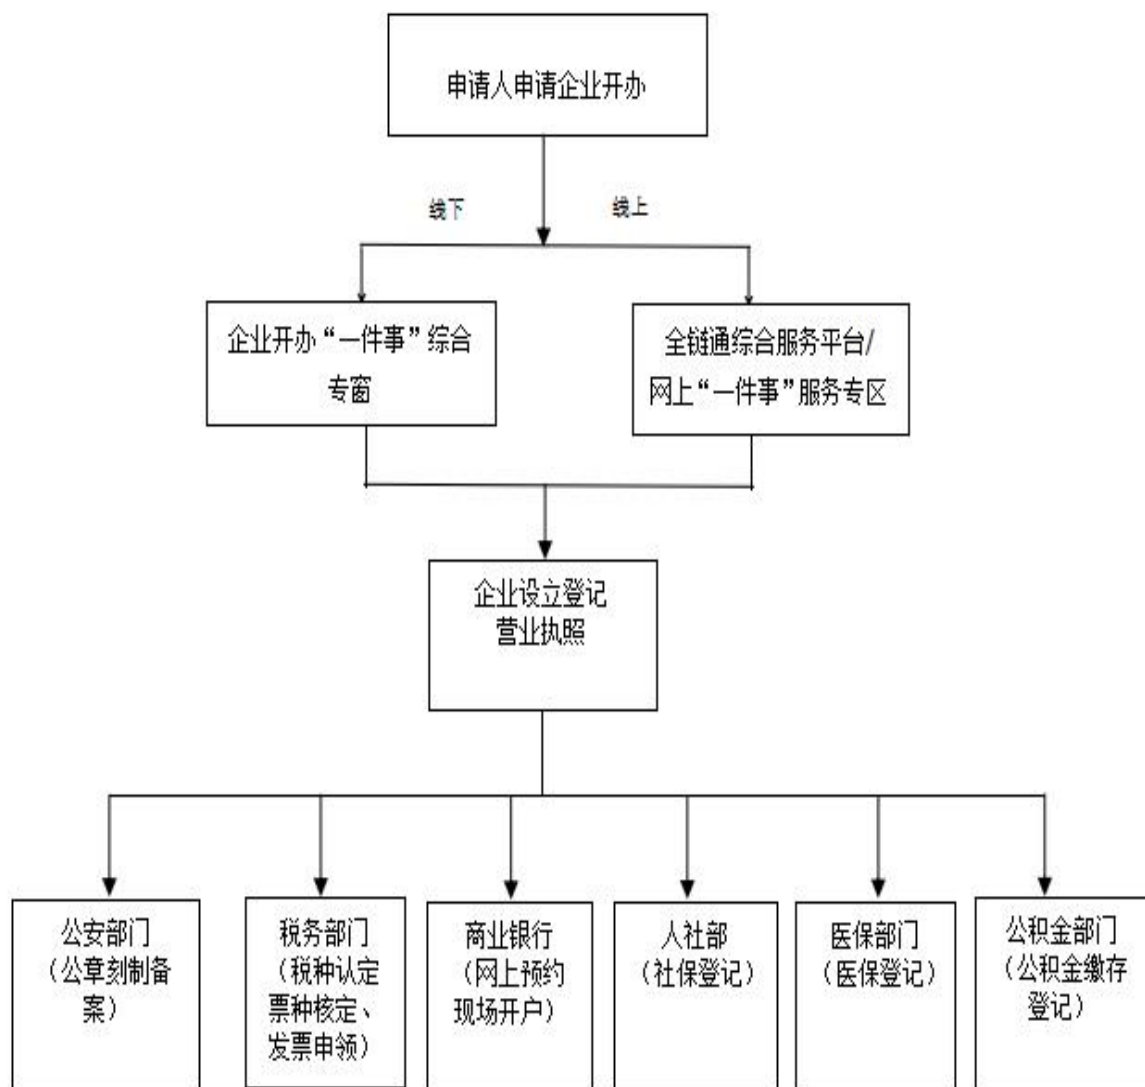 申请人申请企业开办
线下
线上
企业开办“一件事”综合
专窗
全链通综合服务平台/
网上“一件事”服务专区
企业设立登记
营业执照
公安部门
（公章刻制备
案）
税务部门
（税种认定
票种核定、
发票申领）
商业银行
（网上预约
现场开户）
人社部
（社保登记）
医保部门
（医保登记）
公积金部门
（公积金缴存
登记）